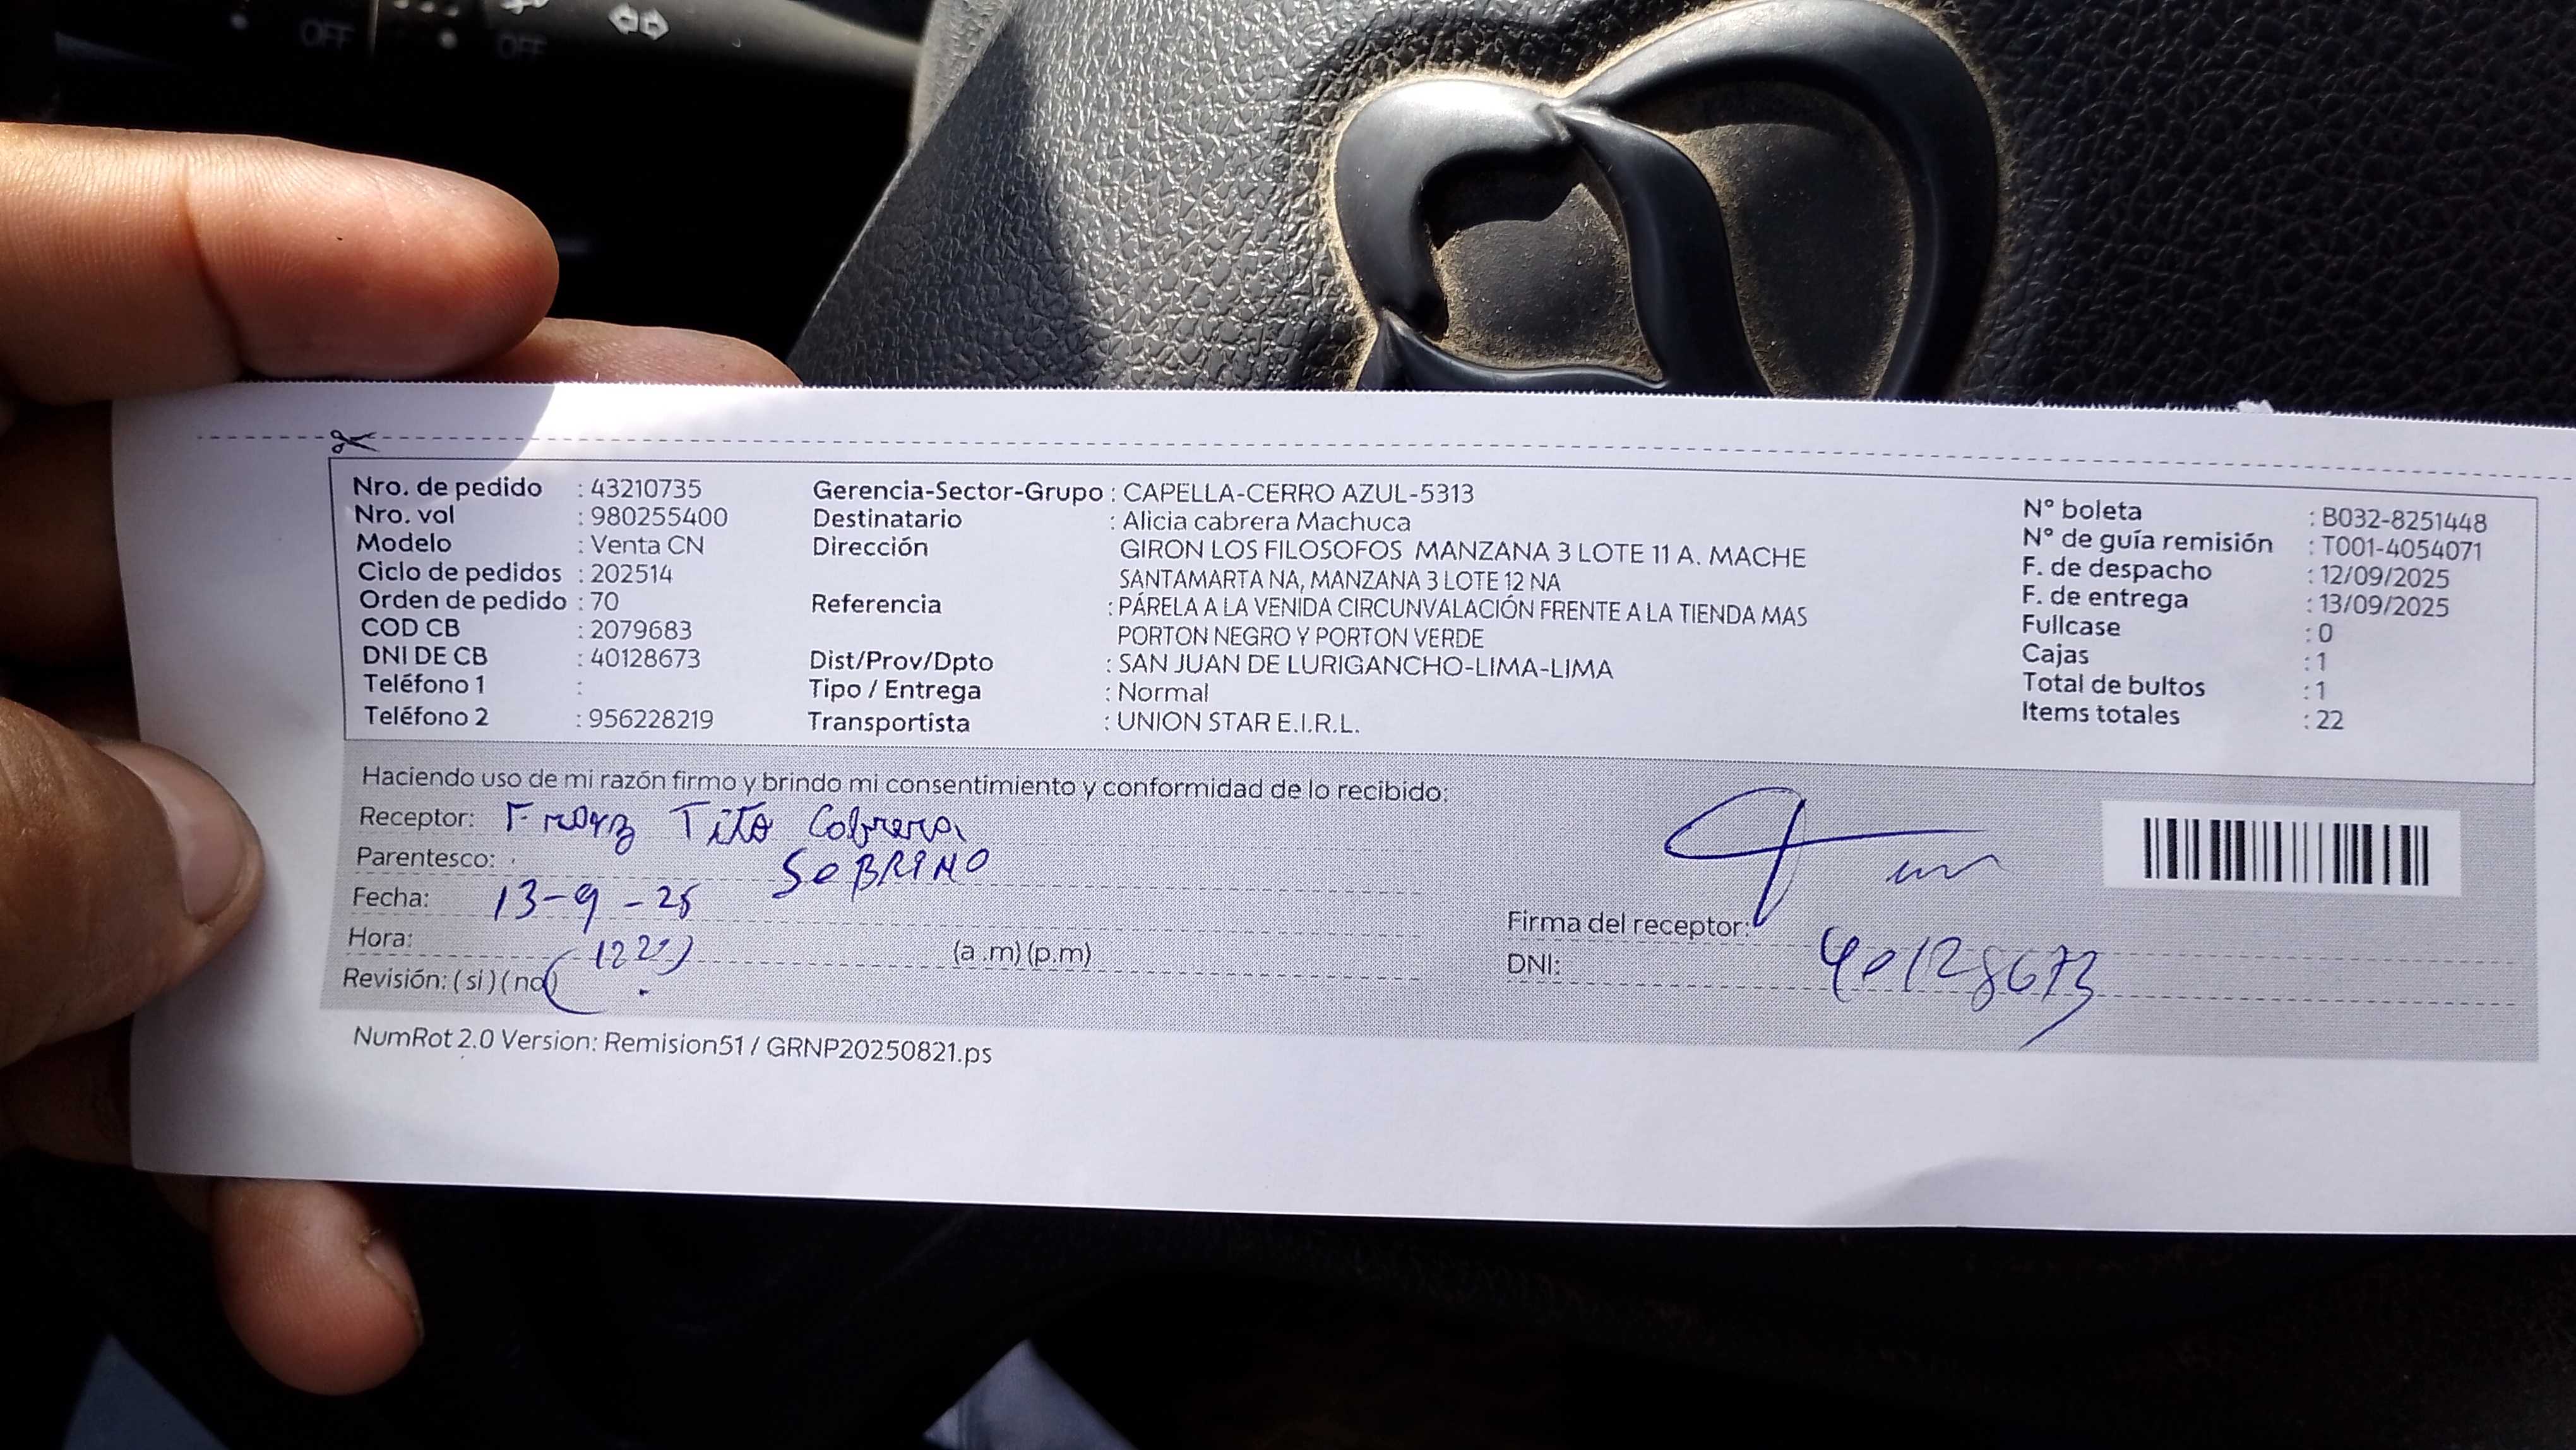 OFF OFF
Nro. de pedido : 43210735
Nro. vol : 980255400
Modelo : Venta CN
Ciclo de pedidos : 202514
Orden de pedido : 70
COD CB : 2079683
DNI DE CB : 40128673
Teléfono 1 :
Teléfono 2 : 956228219
Gerencia-Sector-Grupo : CAPELLA-CERRO AZUL-5313
Destinatario : Alicia cabrera Machuca
Dirección GIRON LOS FILOSOFOS MANZANA 3 LOTE 11 A. MACHE
SANTAMARTA NA, MANZANA 3 LOTE 12 NA
Referencia : PÁRELA A LA VENIDA CIRCUNVALACIÓN FRENTE A LA TIENDA MAS
PORTON NEGRO Y PORTON VERDE
Dist/Prov/Dpto : SAN JUAN DE LURIGANCHO-LIMA-LIMA
Tipo / Entrega : Normal
Transportista : UNION STAR E.I.R.L.
N° boleta : B032-8251448
N° de guía remisión : T001-4054071
F. de despacho : 12/09/2025
F. de entrega : 13/09/2025
Fullcase : 0
Cajas : 1
Total de bultos : 1
Items totales : 22
Haciendo uso de mi razón firmo y brindo mi consentimiento y conformidad de lo recibido:
Receptor: Tito Cabrera
Parentesco: SOBRINO
Fecha: 13-9-25
Hora: (a.m) (p.m)
Revisión: (si) (no)
Firma del receptor:
DNI: 40128673
NumRot 2.0 Version: Remision51 / GRNP20250821.ps